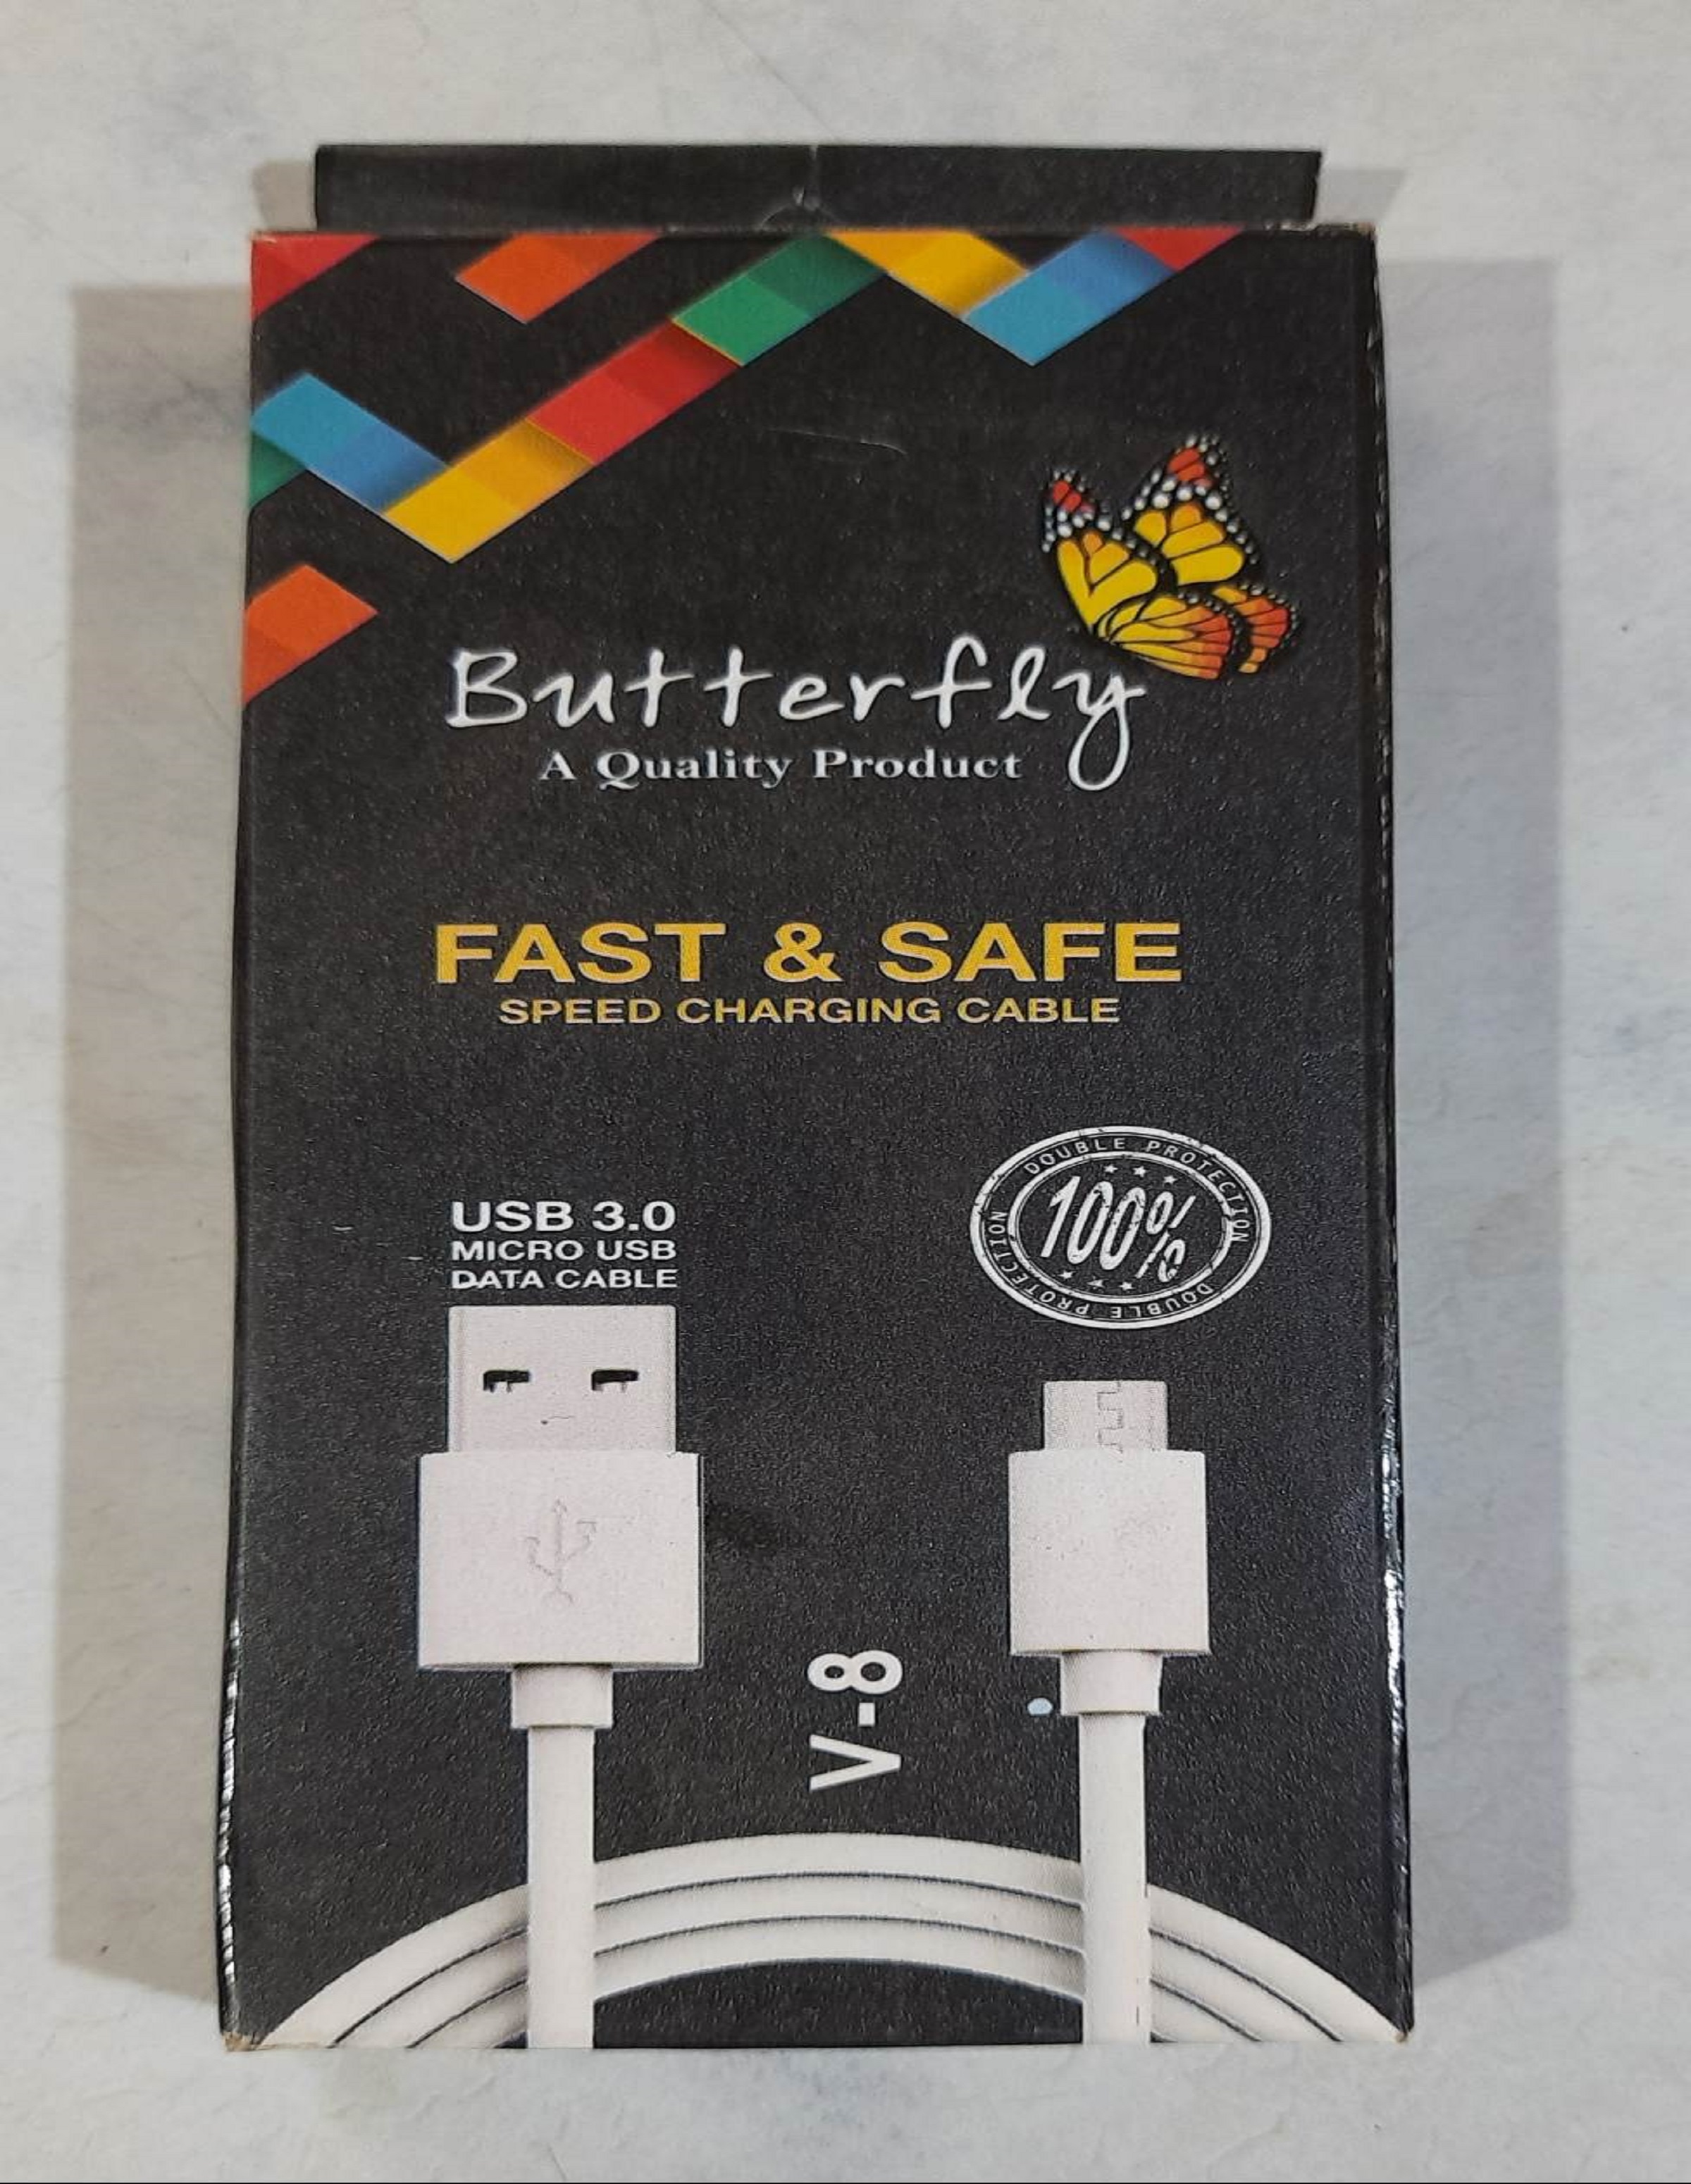 Butterfly
A Quality Product
FAST & SAFE
SPEED CHARGING CABLE
USB 3.0
MICRO USB
DATA CABLE
DOUBLE PROTECTION
100%
DOUBLE PROTECTION
V-8